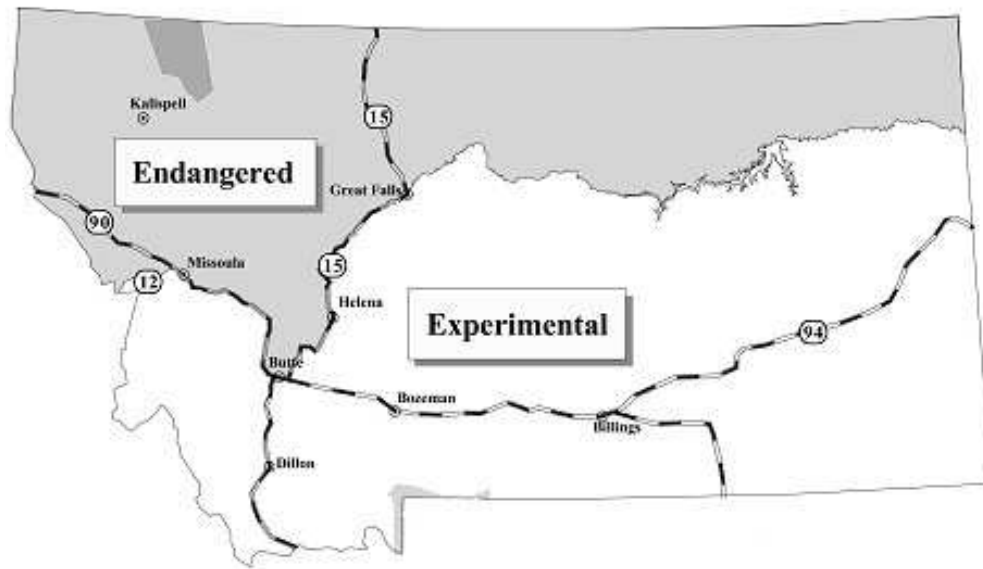 Kalispell
15
Endangered
Great Falls
90
Missoula
12
15
Helena
Experimental
94
Butte
Bozeman
Billings
Dillon